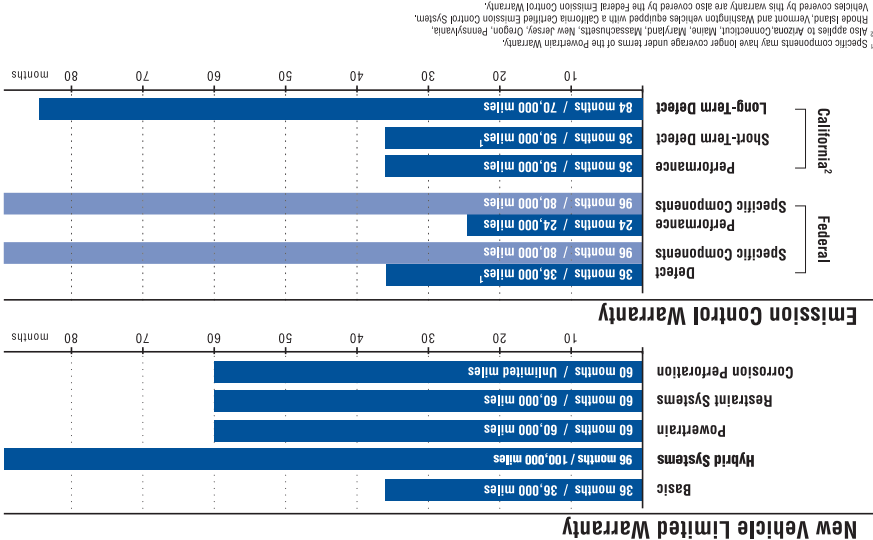 New Vehicle Limited Warranty
Basic 36 months / 36,000 miles
Hybrid Systems 96 months / 100,000 miles
Powertrain 60 months / 60,000 miles
Restraint Systems 60 months / 60,000 miles
Corrosion Perforation 60 months / Unlimited miles
10 20 30 40 50 60 70 80 months
Emission Control Warranty
Federal
Defect 36 months / 36,000 miles¹
Specific Components 96 months / 80,000 miles
Performance 24 months / 24,000 miles
Specific Components 96 months / 80,000 miles
California²
Performance 36 months / 50,000 miles
Short-Term Defect 36 months / 50,000 miles¹
Long-Term Defect 84 months / 70,000 miles
10 20 30 40 50 60 70 80 months
¹ Specific components may have longer coverage under terms of the Powertrain Warranty.
² Also applies to Arizona,Connecticut, Maine, Maryland, Massachusetts, New Jersey, Oregon, Pennsylvania,
Rhode Island, Vermont and Washington vehicles equipped with a California Certified Emission Control System.
Vehicles covered by this warranty are also covered by the Federal Emission Control Warranty.